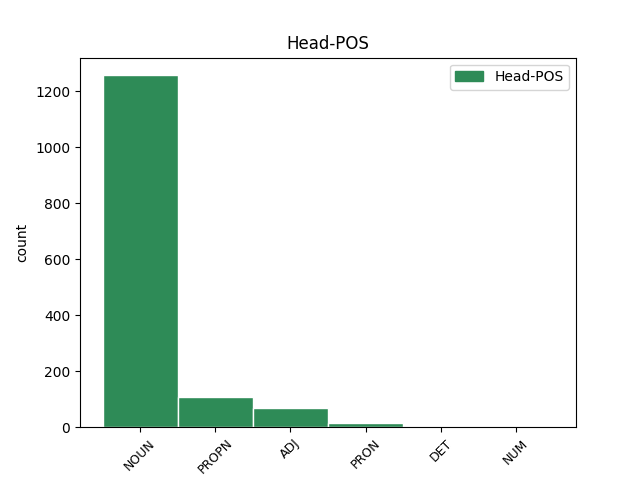 Head-POS
Head-POS
1200
1000
800
600
400
200
0
count
NOUN
PROPN
ADJ
PRON
DET
NUM